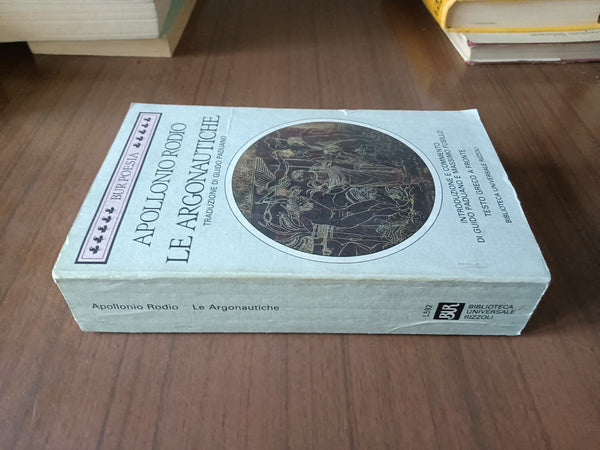 BUR POESIA
APOLLONIO RODIO
LE ARGONAUTICHE
TRADUZIONE DI GUIDO PADUANO
INTRODUZIONE E COMMENTO
DI GUIDO PADUANO E MASSIMO FUSILLO
TESTO GRECO A FRONTE
BIBLIOTECA UNIVERSALE RIZZOLI
Apollonio Rodio Le Argonautiche
L892
BUR
BIBLIOTECA
UNIVERSALE
RIZZOLI